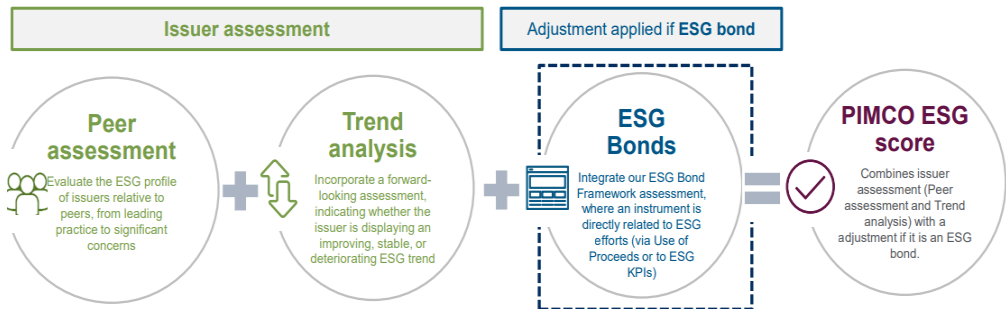 Issuer assessment
Adjustment applied if ESG bond
Peer
assessment
Evaluate the ESG profile
of issuers relative to
peers, from leading
practice to significant
concerns
Trend
analysis
Incorporate a forward-
looking assessment,
indicating whether the
issuer is displaying an
improving, stable, or
deteriorating ESG trend
ESG
Bonds
Integrate our ESG Bond
Framework assessment,
where an instrument is
directly related to ESG
efforts (via Use of
Proceeds or to ESG
KPIs)
PIMCO ESG
score
Combines issuer
assessment (Peer
assessment and Trend
analysis) with a
adjustment if it is an ESG
bond.